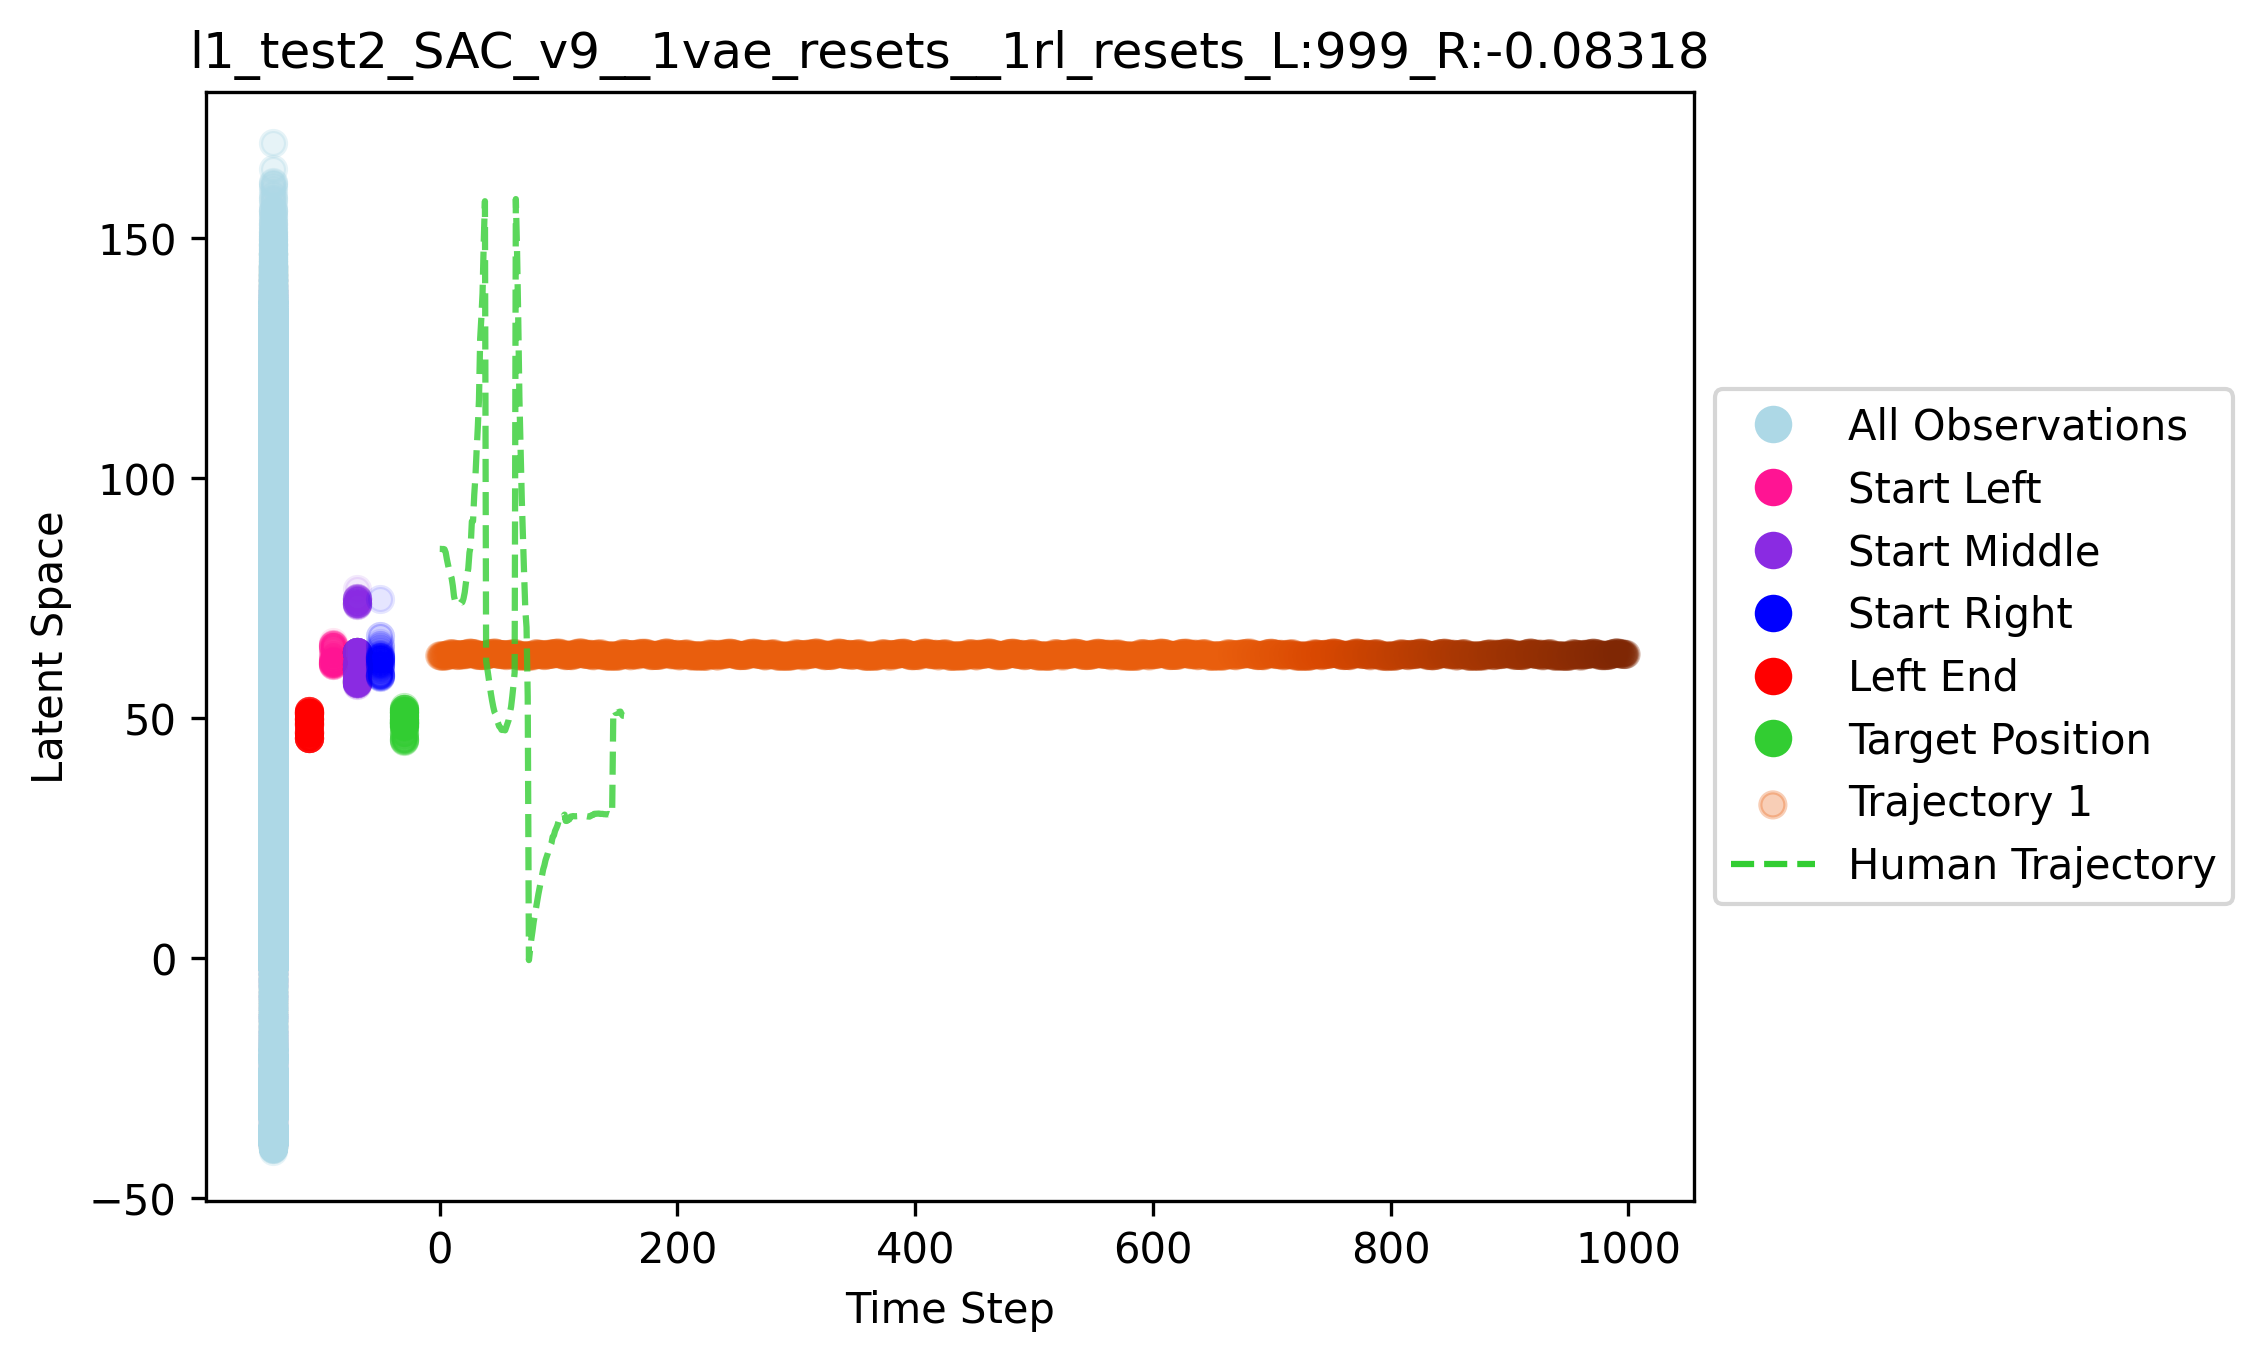 l1_test2_SAC_v9__1vae_resets__1rl_resets_L:999_R:-0.08318
Latent Space
150
100
50
0
−50
0 200 400 600 800 1000
Time Step
All Observations
Start Left
Start Middle
Start Right
Left End
Target Position
Trajectory 1
Human Trajectory